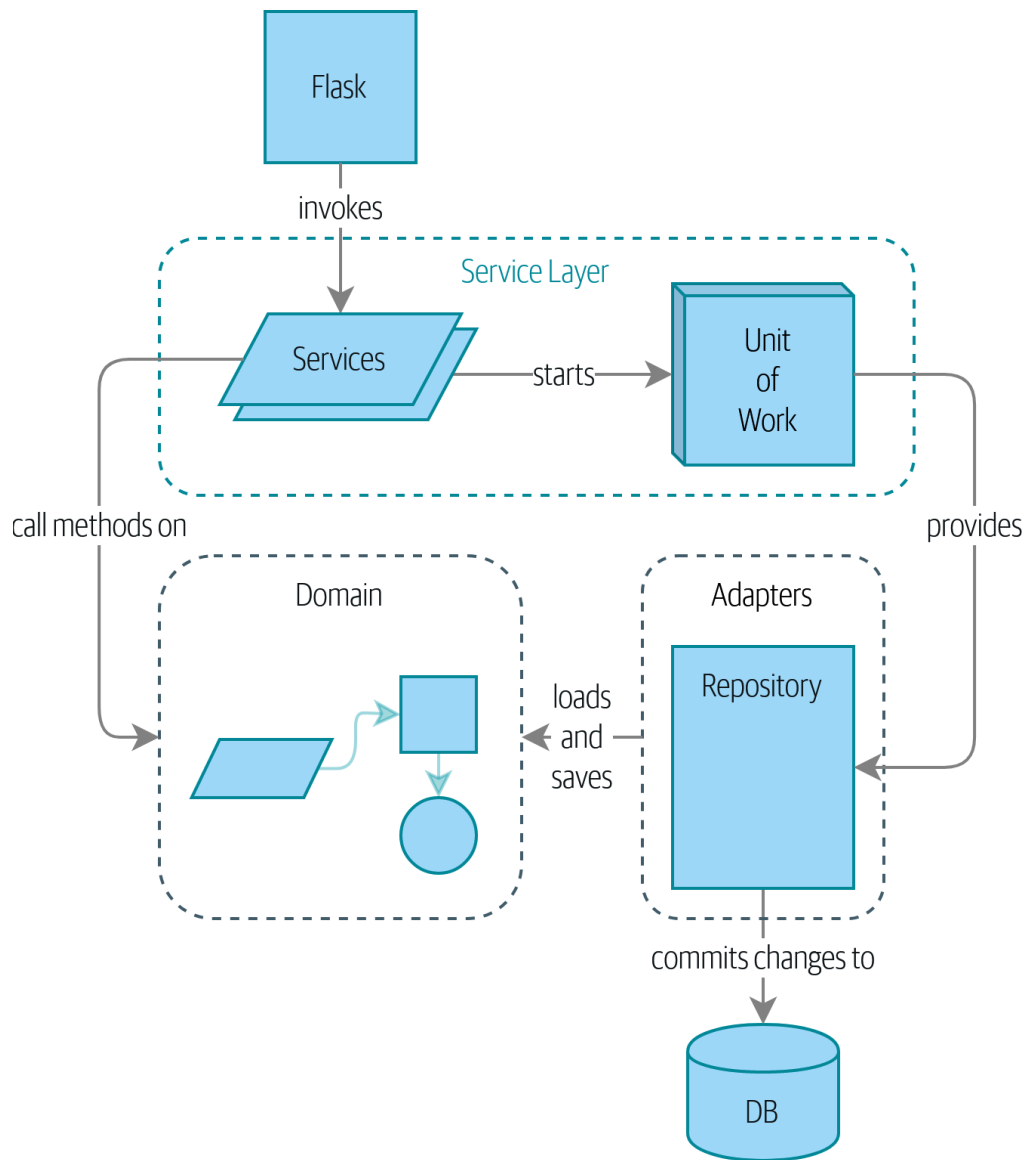 Flask
invokes
Service Layer
Services
starts
Unit
of
Work
call methods on
provides
Domain
Adapters
Repository
loads
and
saves
commits changes to
DB